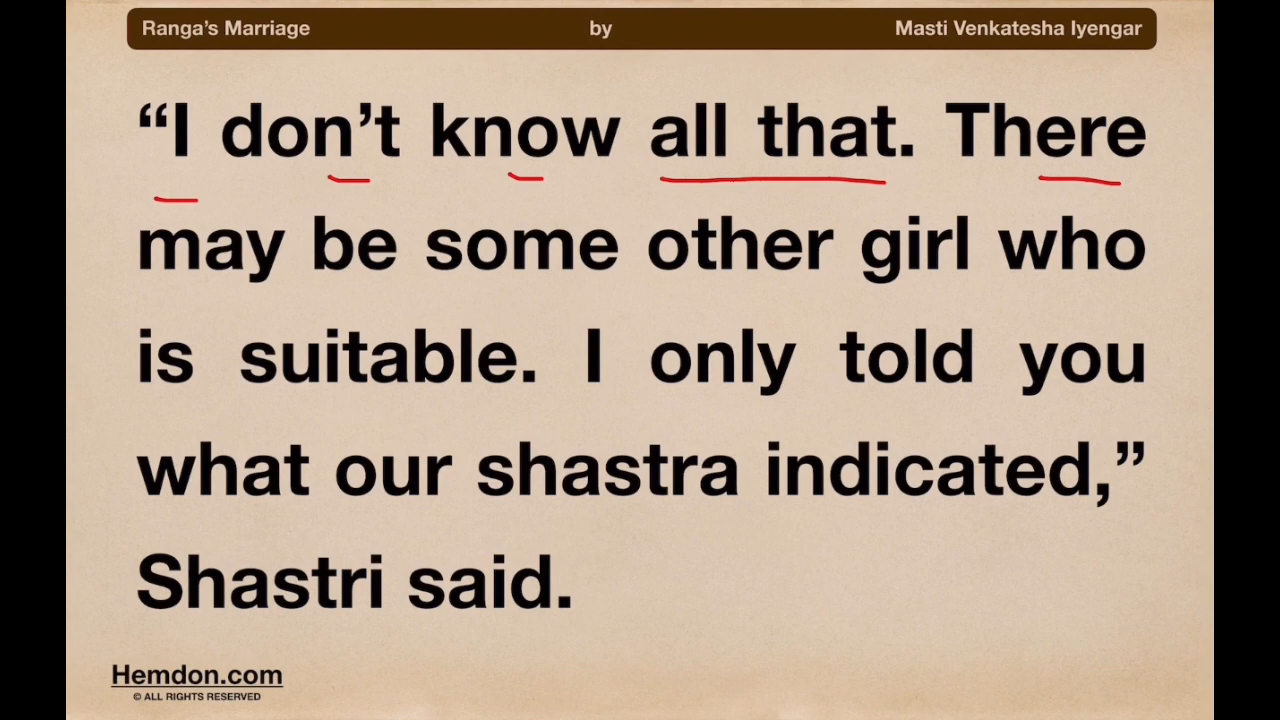 Ranga's Marriage by Masti Venkatesha Iyengar
“I don’t know all that. There
may be some other girl who
is suitable. I only told you
what our shastra indicated,”
Shastri said.
Hemdon.com
© ALL RIGHTS RESERVED